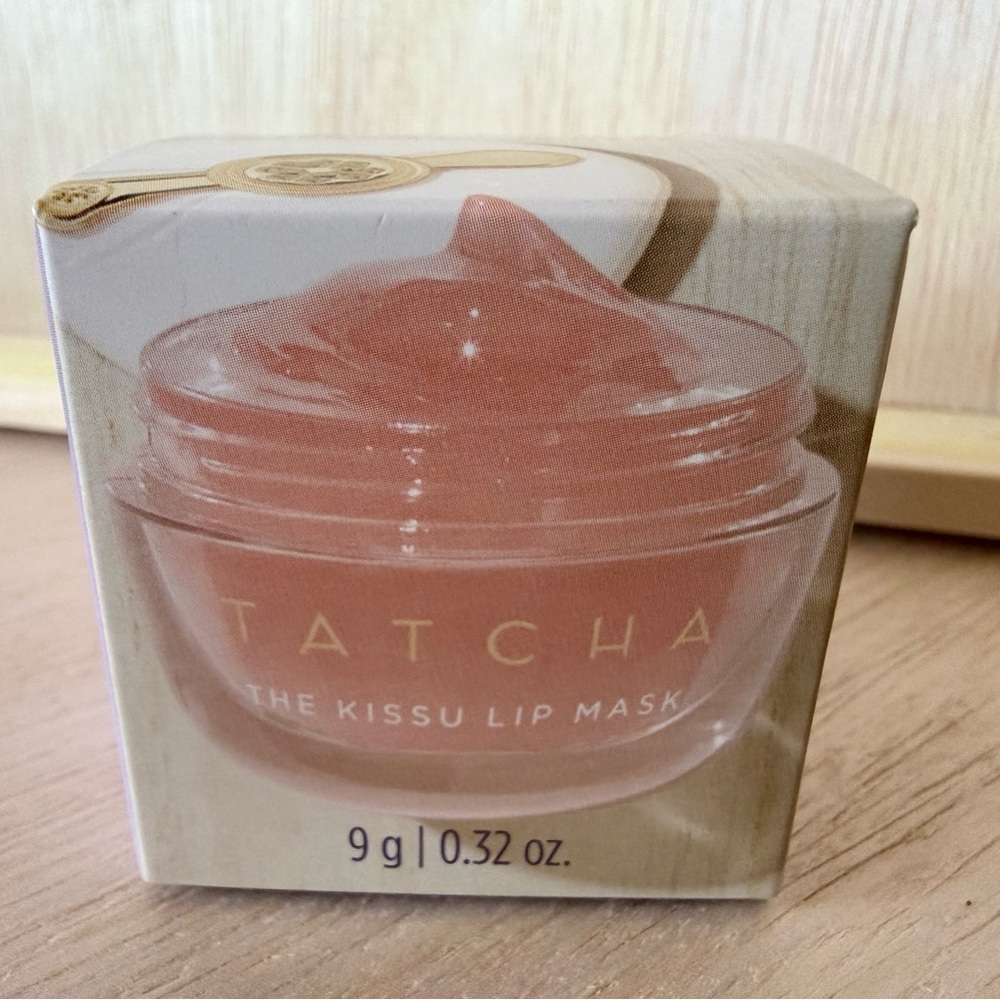 TATCHA
THE KISSU LIP MASK
9 g | 0.32 oz.